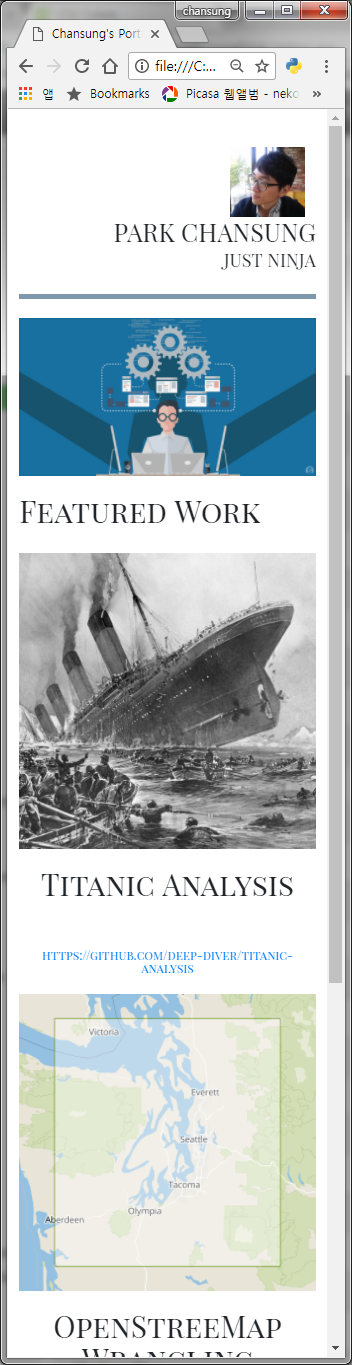 chansung
Chansung's Port
file:///C:...
앱 Bookmarks Picasa 웹앨범 - neko »
PARK CHANSUNG
JUST NINJA
Featured Work
Titanic Analysis
HTTPS://GITHUB.COM/DEEP-DIVER/TITANIC-
ANALYSIS
Victoria
Everett
Seattle
Tacoma
Olympia
Aberdeen
OpenStreeMap
Wrangling